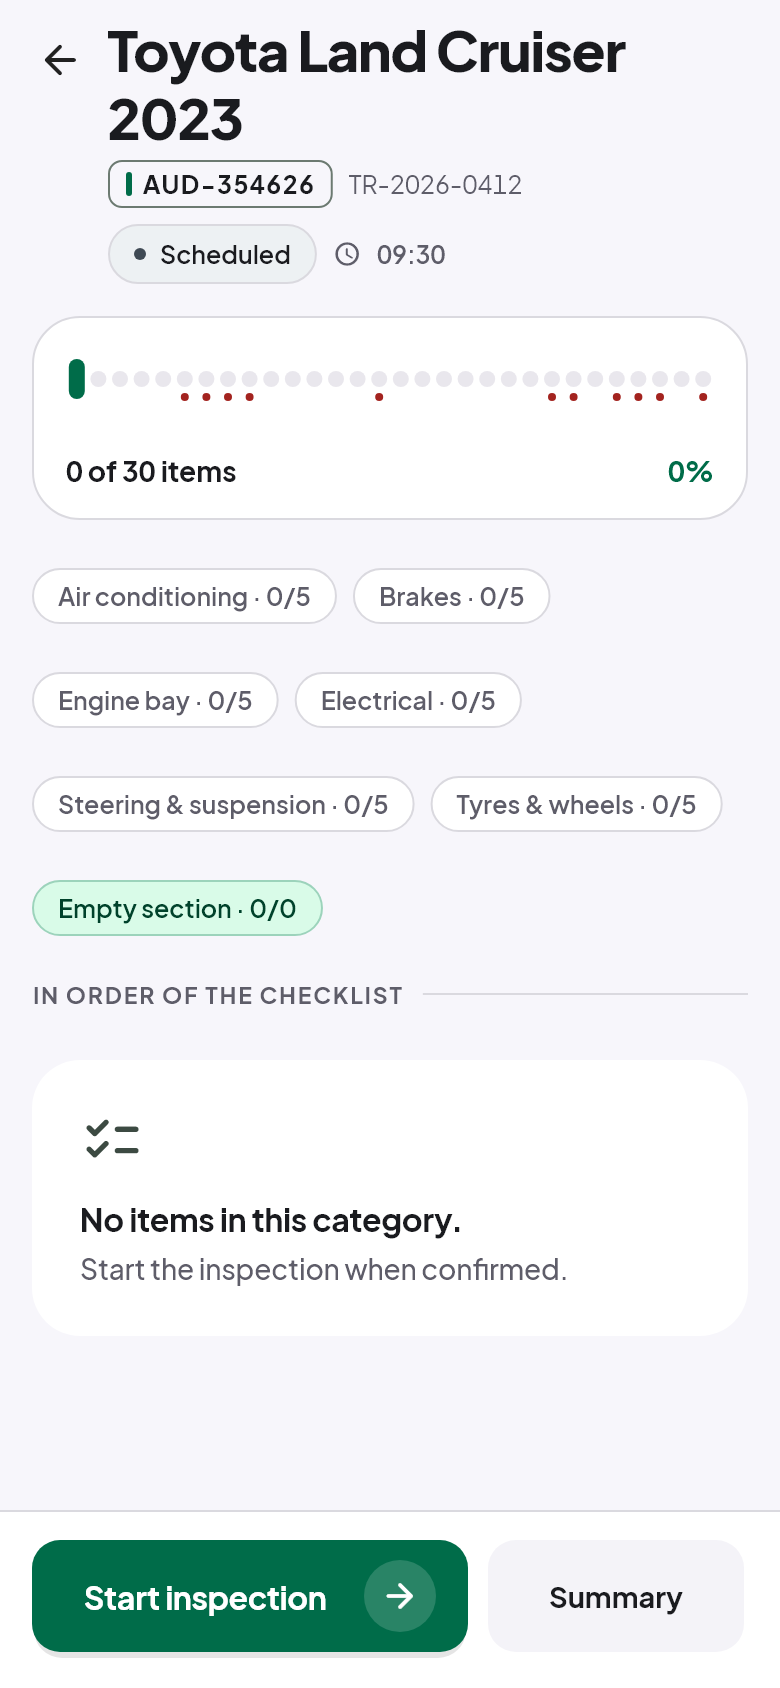 Toyota Land Cruiser
2023
AUD-354626 TR-2026-0412
Scheduled 09:30
0 of 30 items 0%
Air conditioning · 0/5 Brakes · 0/5
Engine bay · 0/5 Electrical · 0/5
Steering & suspension · 0/5 Tyres & wheels · 0/5
Empty section · 0/0
IN ORDER OF THE CHECKLIST
No items in this category.
Start the inspection when confirmed.
Start inspection Summary